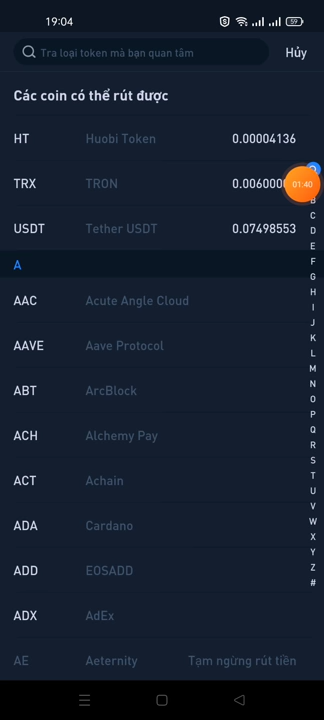 19:04
59
Tra loại token mà bạn quan tâm
Hủy
Các coin có thể rút được
HT Huobi Token 0.00004136
TRX TRON
01:40
USDT Tether USDT 0.07498553
A
AAC Acute Angle Cloud
AAVE Aave Protocol
ABT ArcBlock
ACH Alchemy Pay
ACT Achain
ADA Cardano
ADD EOSADD
ADX AdEx
AE Aeternity Tạm ngừng rút tiền
B
C
D
E
F
G
H
I
J
K
L
M
N
O
P
Q
R
S
T
U
V
W
X
Y
Z
#